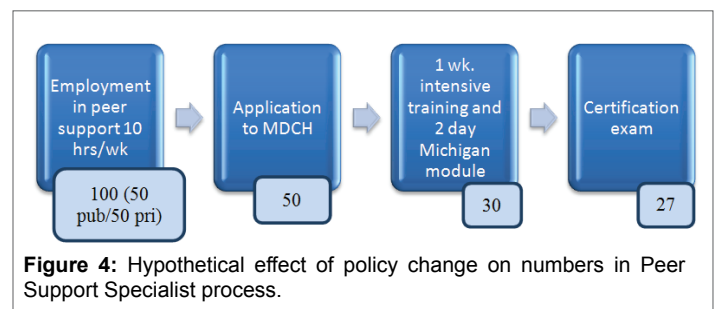 Employment
in peer
support 10
hrs/wk
100 (50
pub/50 pri)
Application
to MDCH
50
1 wk.
intensive
training and
2 day
Michigan
module
30
Certification
exam
27
Figure 4: Hypothetical effect of policy change on numbers in Peer
Support Specialist process.